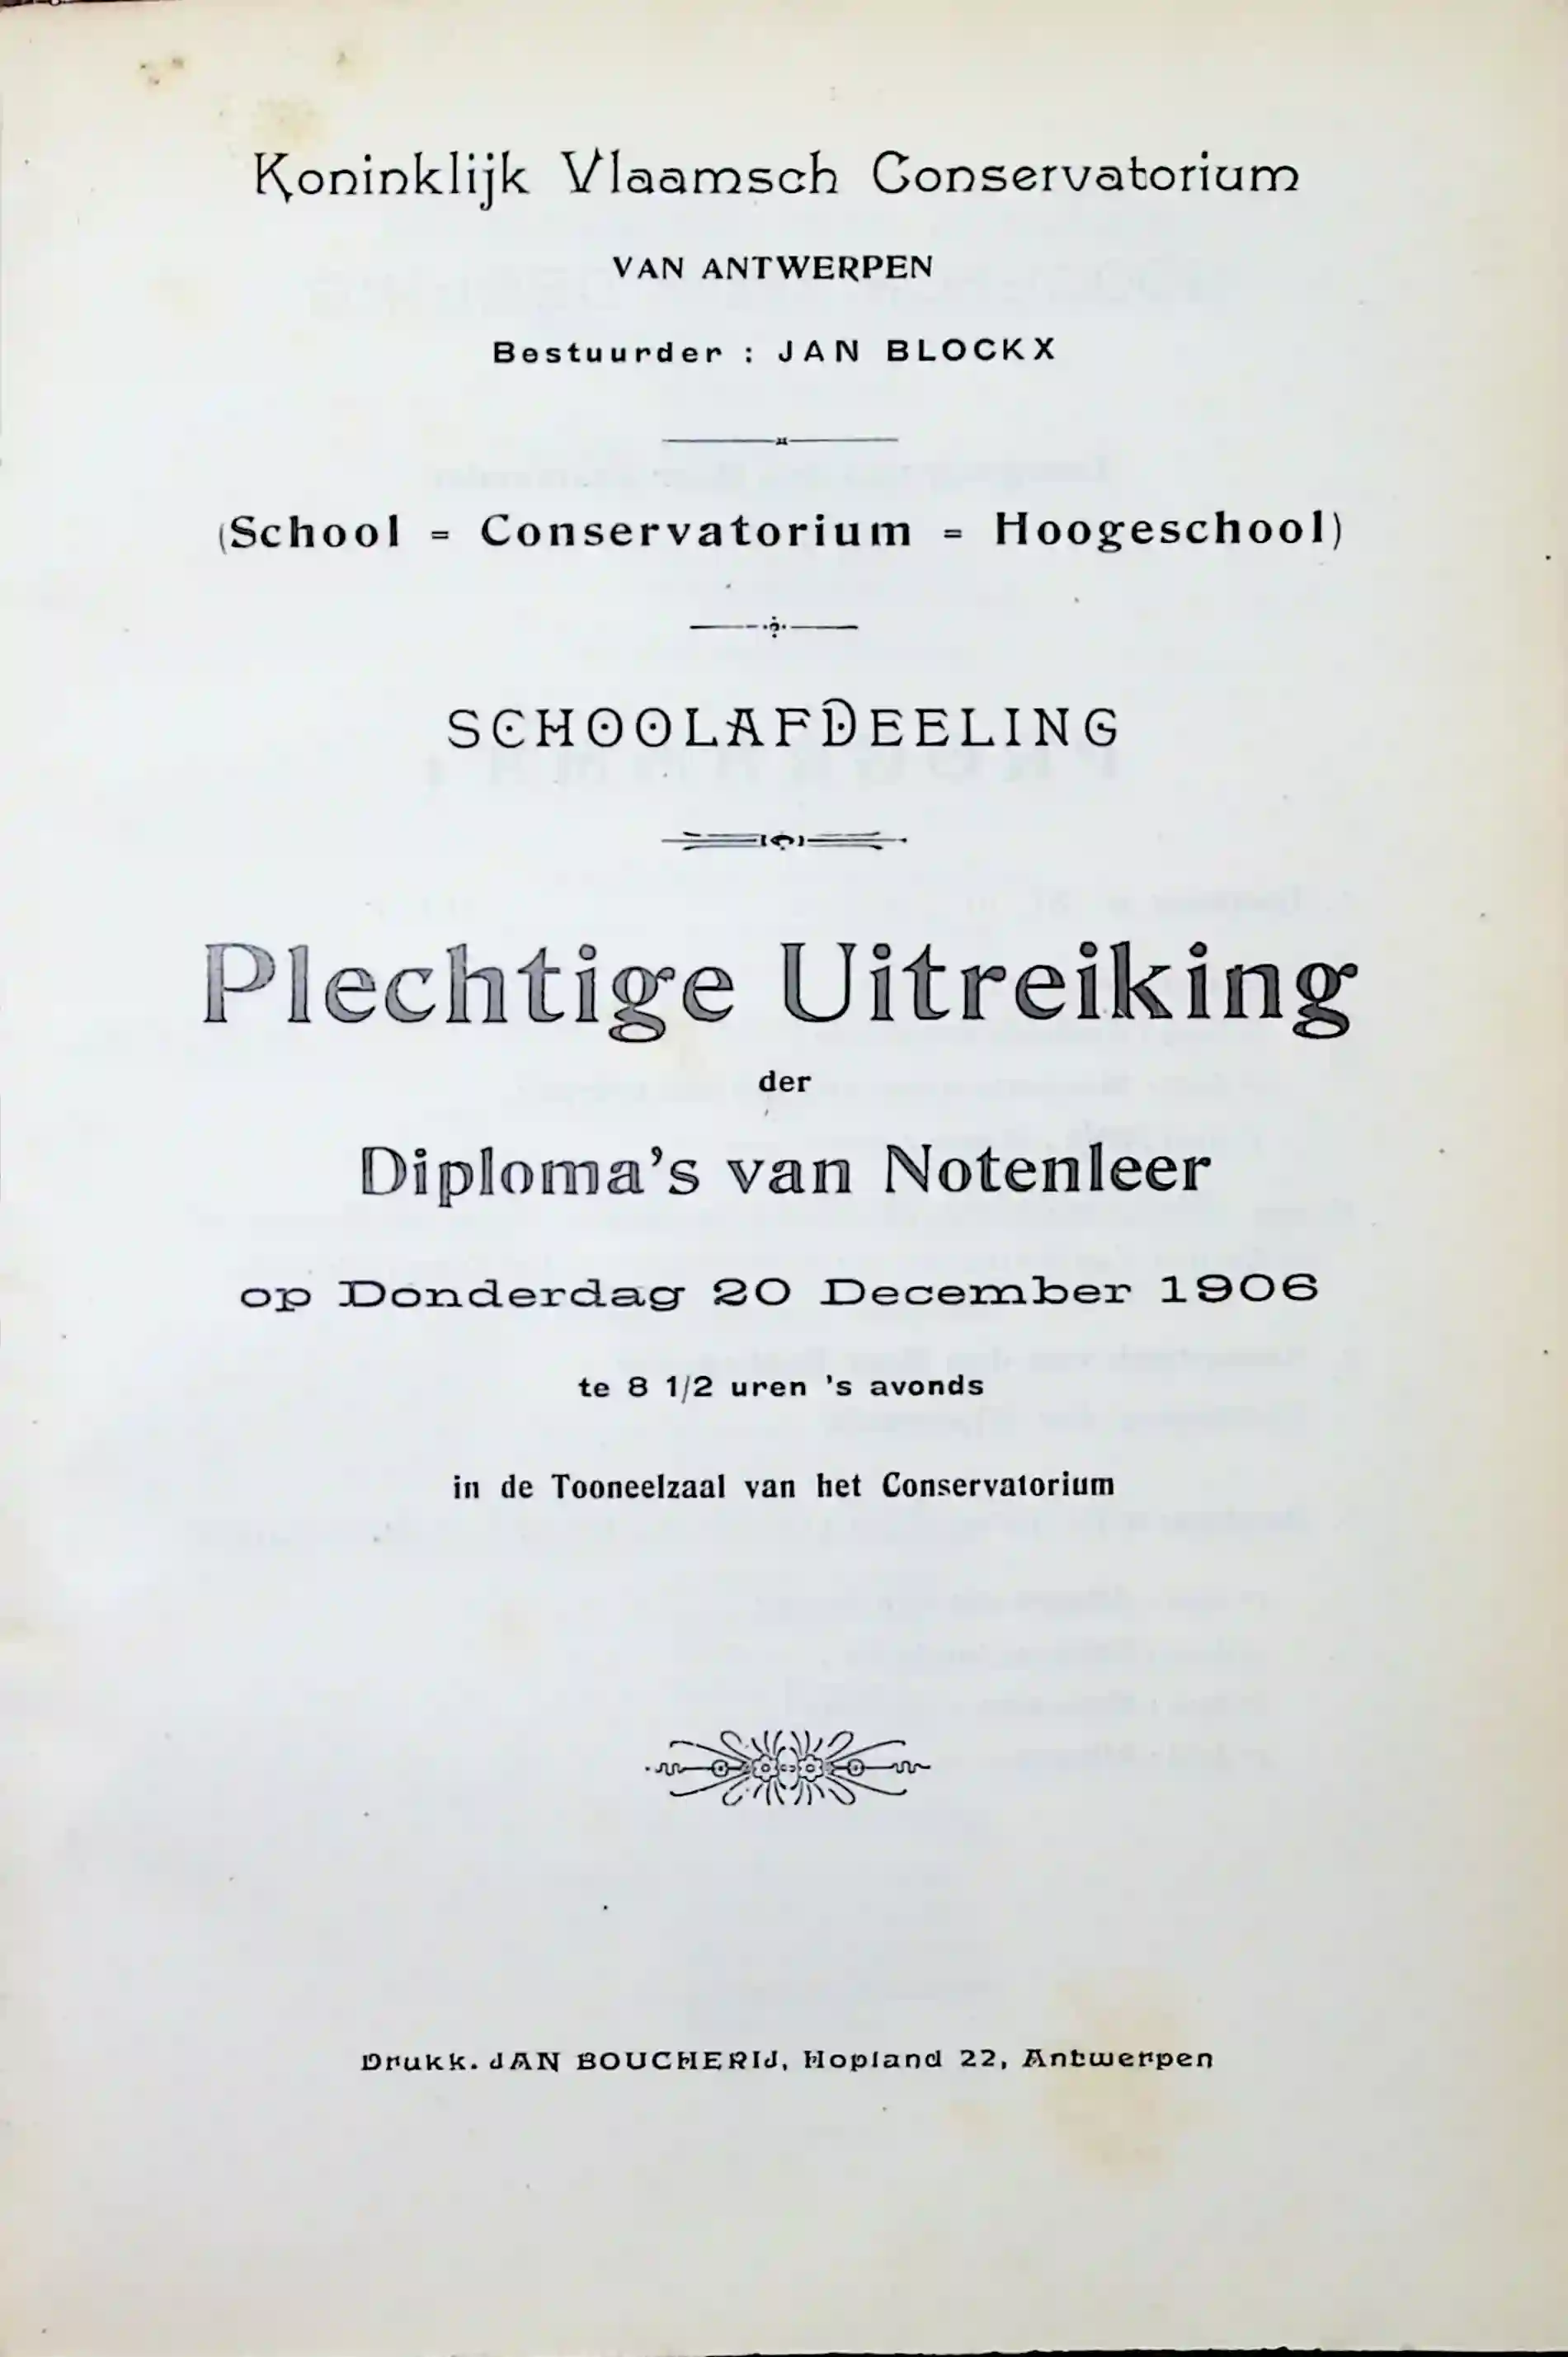 Koninklijk Vlaamsch Conservatorium
VAN ANTWERPEN
Bestuurder : JAN BLOCKX
(School = Conservatorium = Hoogeschool)
SCHOOLAFDEELING
Plechtige Uitreiking
der
Diploma's van Notenleer
op Donderdag 20 December 1906
te 8 1/2 uren 's avonds
in de Tooneelzaal van het Conservatorium
Drukk. JAN BOUCHERIJ, Hopland 22, Antwerpen